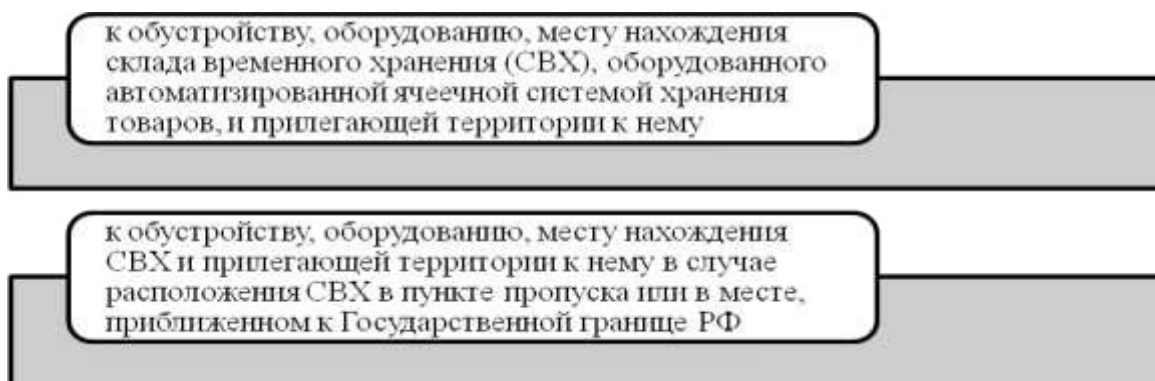 к обустройству, оборудованию, месту нахождения
склада временного хранения (СВХ), оборудованного
автоматизированной ячеечной системой хранения
товаров, и прилегающей территории к нему
к обустройству, оборудованию, месту нахождения
СВХ и прилегающей территории к нему в случае
расположения СВХ в пункте пропуска или в месте,
приближенном к Государственной границе РФ